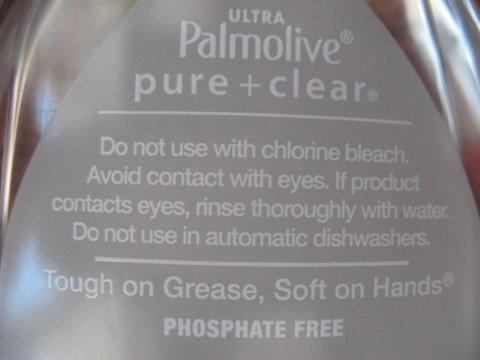 ULTRA
Palmolive®
pure + clear®
Do not use with chlorine bleach.
Avoid contact with eyes. If product
contacts eyes, rinse thoroughly with water.
Do not use in automatic dishwashers.
Tough on Grease, Soft on Hands®
PHOSPHATE FREE